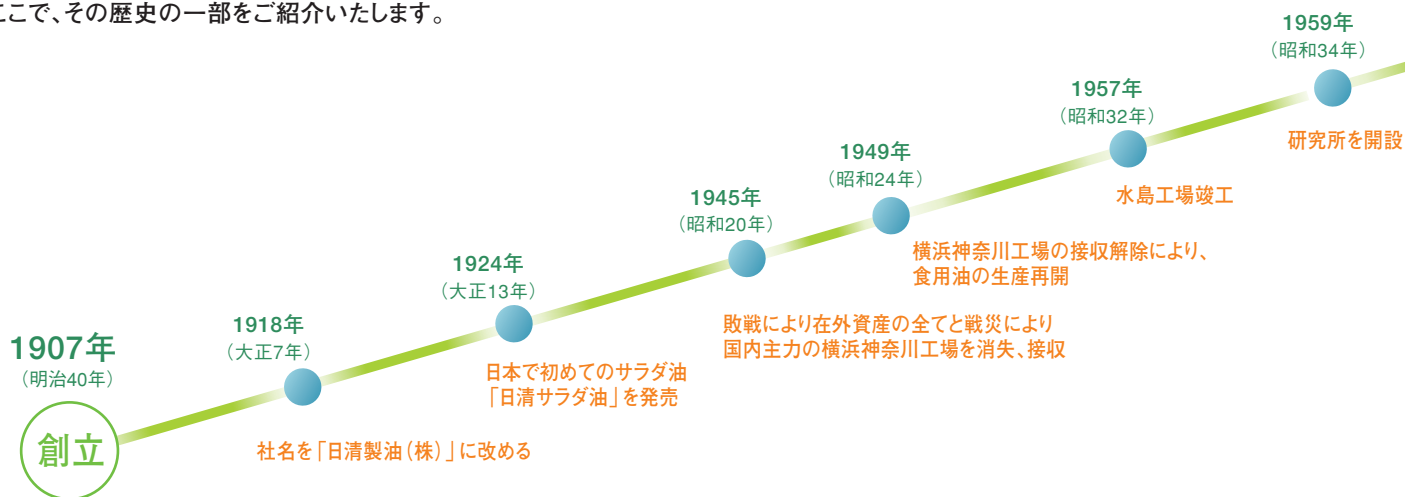 ここで、その歴史の一部をご紹介いたします。
1907年
（明治40年）
創立
1918年
（大正7年）
社名を「日清製油（株）」に改める
1924年
（大正13年）
日本で初めてのサラダ油
「日清サラダ油」を発売
1945年
（昭和20年）
敗戦により在外資産の全てと戦災により
国内主力の横浜神奈川工場を消失、接収
1949年
（昭和24年）
横浜神奈川工場の接収解除により、
食用油の生産再開
1957年
（昭和32年）
水島工場竣工
1959年
（昭和34年）
研究所を開設